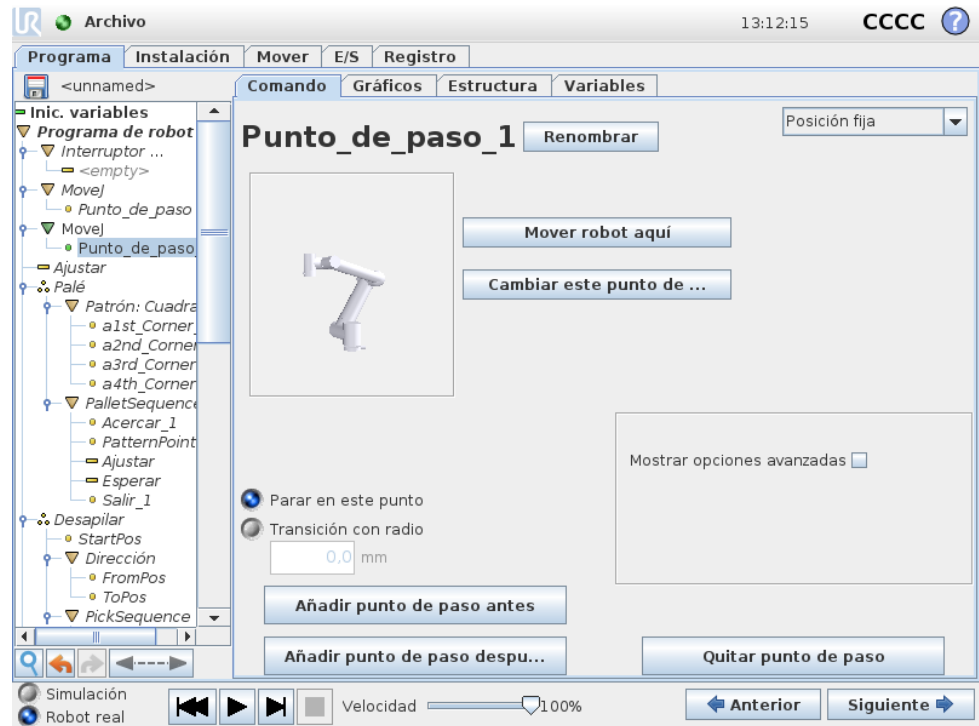 UR Archivo 13:12:15 CCCC ?
Programa Instalación Mover E/S Registro
<unnamed>
Comando Gráficos Estructura Variables
Inic. variables
Programa de robot
Interruptor ...
<empty>
MoveJ
Punto_de_paso
MoveJ
Punto_de_paso_
Ajustar
Palé
Patrón: Cuadra
a1st_Corner_
a2nd_Corner
a3rd_Corner
a4th_Corner
PalletSequence
Acercar_1
PatternPoint
Ajustar
Esperar
Salir_1
Desapilar
StartPos
Dirección
FromPos
ToPos
PickSequence
Punto_de_paso_1 Renombrar
Posición fija
Mover robot aquí
Cambiar este punto de ...
Mostrar opciones avanzadas
Parar en este punto
Transición con radio
0,0 mm
Añadir punto de paso antes
Añadir punto de paso despu...
Quitar punto de paso
Simulación
Robot real
Velocidad 100%
Anterior Siguiente